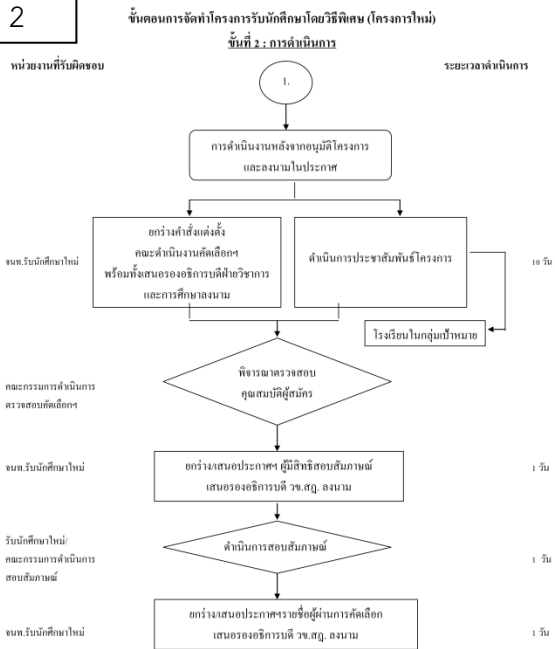 2
ขั้นตอนการจัดทำโครงการรับนักศึกษาโดยวิธีพิเศษ (โครงการใหม่)
ขั้นที่ 2 : การดำเนินการ
หน่วยงานที่รับผิดชอบ
ระยะเวลาดำเนินการ
1.
การดำเนินงานหลังจากอนุมัติโครงการ
และลงนามในประกาศ
จนท.รับนักศึกษาใหม่
ยกร่างคำสั่งแต่งตั้ง
คณะดำเนินงานคัดเลือกฯ
พร้อมทั้งเสนอรองอธิการบดีฝ่ายวิชาการ
และการศึกษาลงนาม
ดำเนินการประชาสัมพันธ์โครงการ
10 วัน
โรงเรียนในกลุ่มเป้าหมาย
คณะกรรมการดำเนินการ
ตรวจสอบคัดเลือกฯ
พิจารณาตรวจสอบ
คุณสมบัติผู้สมัคร
จนท.รับนักศึกษาใหม่
ยกร่าง/เสนอประกาศฯ ผู้มีสิทธิสอบสัมภาษณ์
เสนอรองอธิการบดี วข.สฎ. ลงนาม
1 วัน
รับนักศึกษาใหม่/
คณะกรรมการดำเนินการ
สอบสัมภาษณ์
ดำเนินการสอบสัมภาษณ์
1 วัน
จนท.รับนักศึกษาใหม่
ยกร่าง/เสนอประกาศฯรายชื่อผู้ผ่านการคัดเลือก
เสนอรองอธิการบดี วข.สฎ. ลงนาม
1 วัน